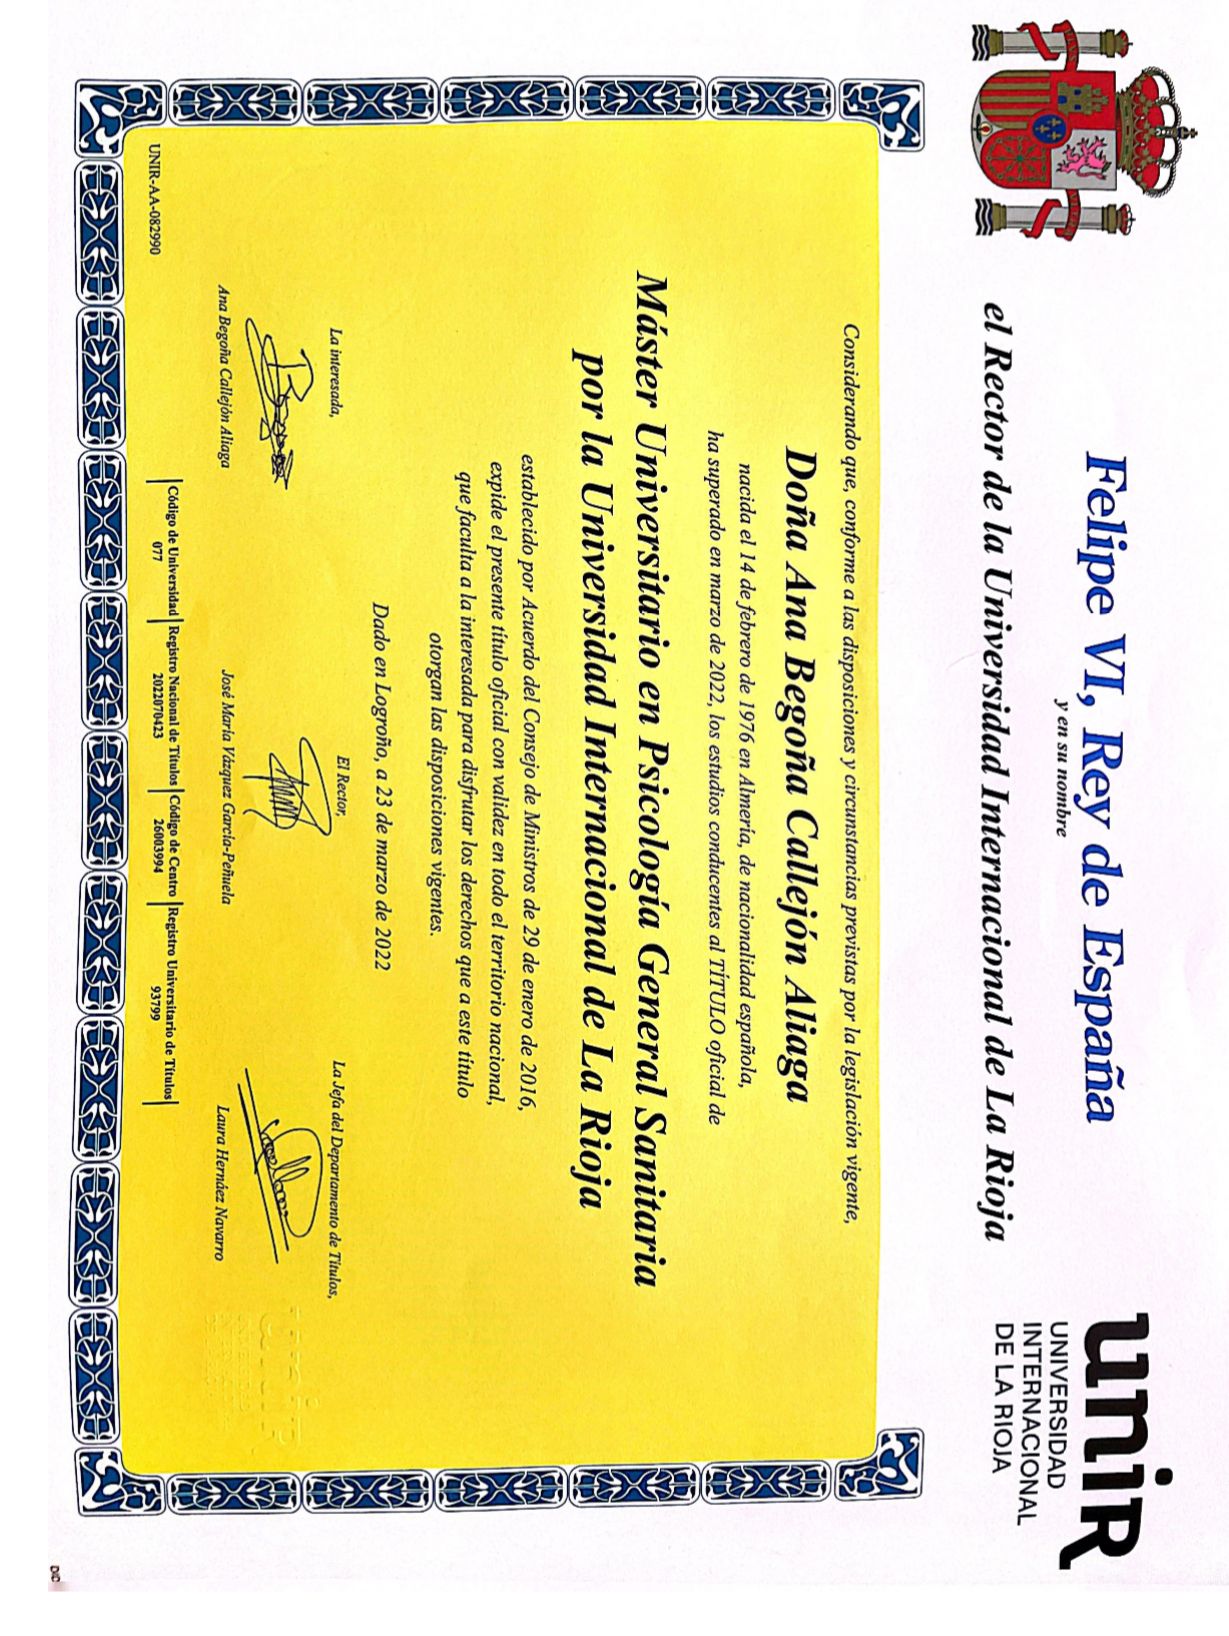 Felipe VI, Rey de España
y en su nombre
el Rector de la Universidad Internacional de La Rioja
unir
UNIVERSIDAD
INTERNACIONAL
DE LA RIOJA
Considerando que, conforme a las disposiciones y circunstancias previstas por la legislación vigente,
Doña Ana Begoña Callejón Aliaga
nacida el 14 de febrero de 1976 en Almería, de nacionalidad española,
ha superado en marzo de 2022, los estudios conducentes al TÍTULO oficial de
Máster Universitario en Psicología General Sanitaria
por la Universidad Internacional de La Rioja
establecido por Acuerdo del Consejo de Ministros de 29 de enero de 2016,
expide el presente título oficial con validez en todo el territorio nacional,
que faculta a la interesada para disfrutar los derechos que a este título
otorgan las disposiciones vigentes.
Dado en Logroño, a 23 de marzo de 2022
La interesada,
Ana Begoña Callejón Aliaga
El Rector,
José María Vázquez García-Peñuela
La Jefa del Departamento de Títulos,
Laura Hernáez Navarro
Código de Universidad
077
Registro Nacional de Títulos
2022070423
Código de Centro
26003994
Registro Universitario de Títulos
93799
UNIR-AA-082990